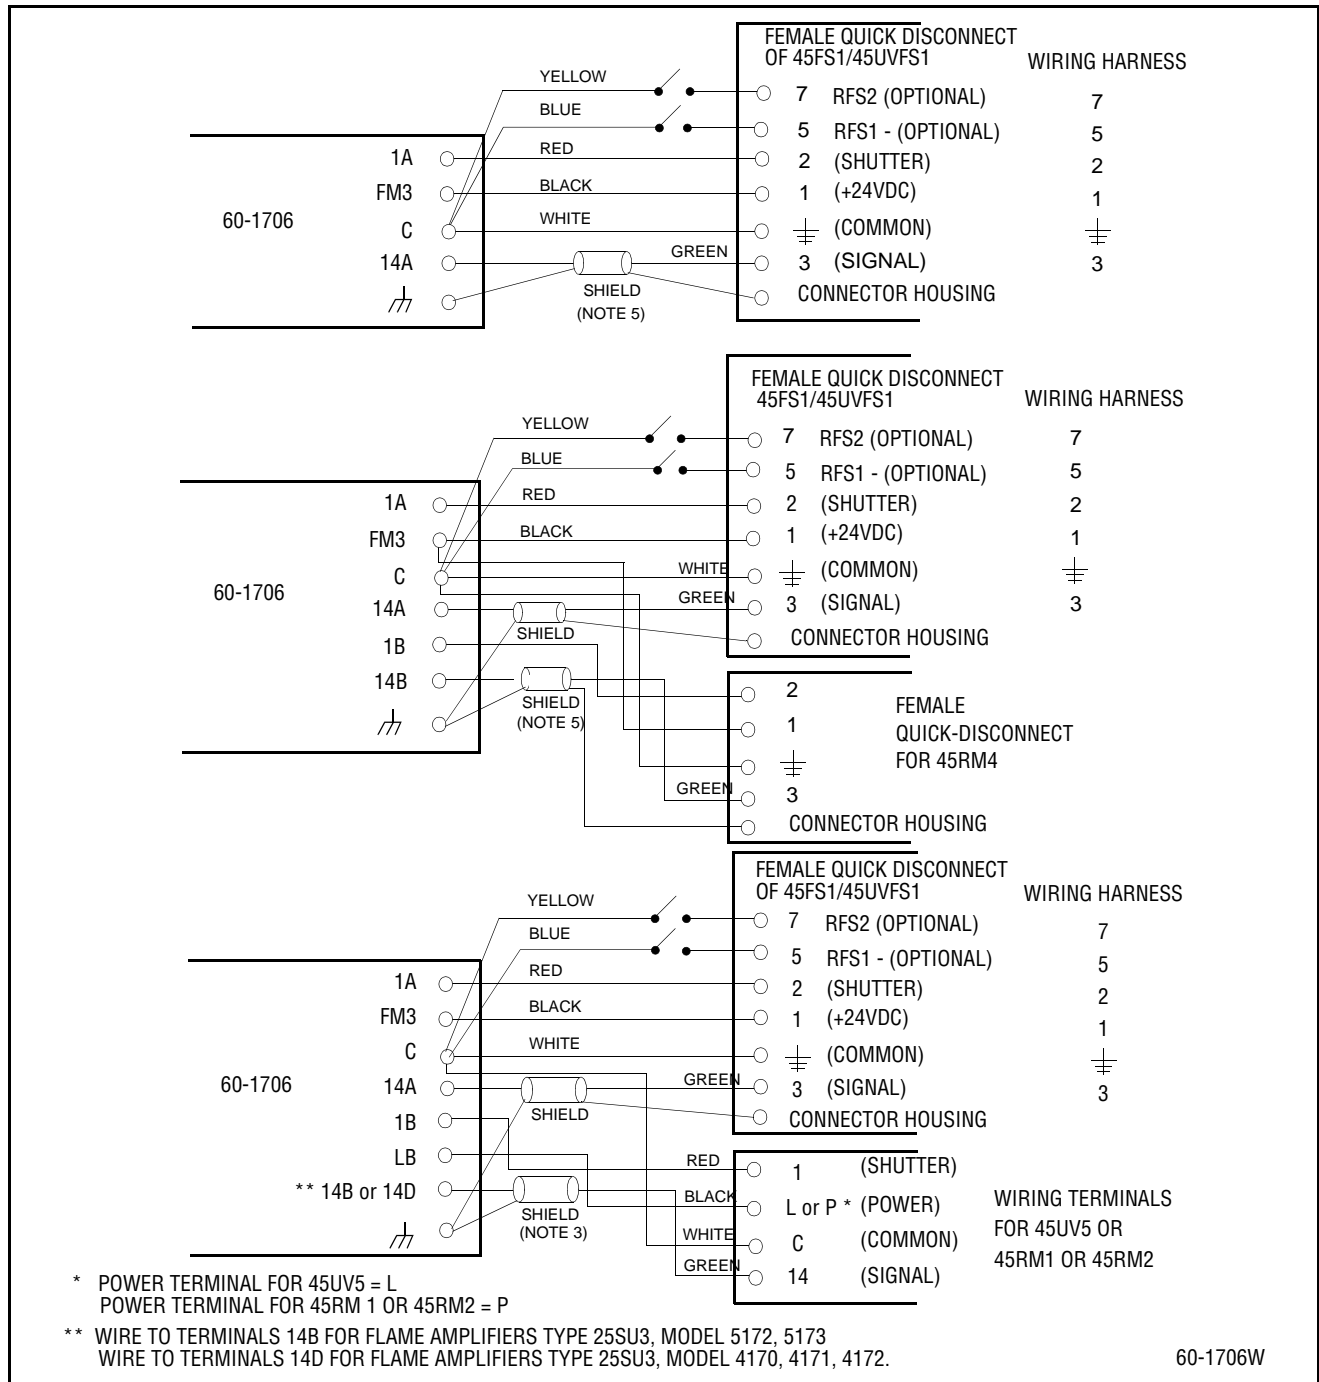 FEMALE QUICK DISCONNECT
OF 45FS1/45UVFS1
WIRING HARNESS
YELLOW
7 RFS2 (OPTIONAL)
7
BLUE
5 RFS1 - (OPTIONAL)
5
1A
RED
2 (SHUTTER)
2
FM3
BLACK
1 (+24VDC)
1
60-1706
C
WHITE
(COMMON)
14A
GREEN
3 (SIGNAL)
3
SHIELD
(NOTE 5)
CONNECTOR HOUSING
FEMALE QUICK DISCONNECT
45FS1/45UVFS1
WIRING HARNESS
YELLOW
7 RFS2 (OPTIONAL)
7
BLUE
5 RFS1 - (OPTIONAL)
5
1A
RED
2 (SHUTTER)
2
FM3
BLACK
1 (+24VDC)
1
60-1706
C
WHITE
(COMMON)
14A
GREEN
3 (SIGNAL)
3
SHIELD
CONNECTOR HOUSING
1B
14B
SHIELD
(NOTE 5)
2
1
GREEN
3
CONNECTOR HOUSING
FEMALE
QUICK-DISCONNECT
FOR 45RM4
FEMALE QUICK DISCONNECT
OF 45FS1/45UVFS1
WIRING HARNESS
YELLOW
7 RFS2 (OPTIONAL)
7
BLUE
5 RFS1 - (OPTIONAL)
5
1A
RED
2 (SHUTTER)
2
FM3
BLACK
1 (+24VDC)
1
C
WHITE
(COMMON)
60-1706
14A
GREEN
3 (SIGNAL)
3
SHIELD
CONNECTOR HOUSING
1B
LB
** 14B or 14D
SHIELD
(NOTE 3)
RED
1 (SHUTTER)
BLACK
L or P * (POWER)
WHITE
C (COMMON)
GREEN
14 (SIGNAL)
WIRING TERMINALS
FOR 45UV5 OR
45RM1 OR 45RM2
* POWER TERMINAL FOR 45UV5 = L
POWER TERMINAL FOR 45RM 1 OR 45RM2 = P
** WIRE TO TERMINALS 14B FOR FLAME AMPLIFIERS TYPE 25SU3, MODEL 5172, 5173
WIRE TO TERMINALS 14D FOR FLAME AMPLIFIERS TYPE 25SU3, MODEL 4170, 4171, 4172.
60-1706W